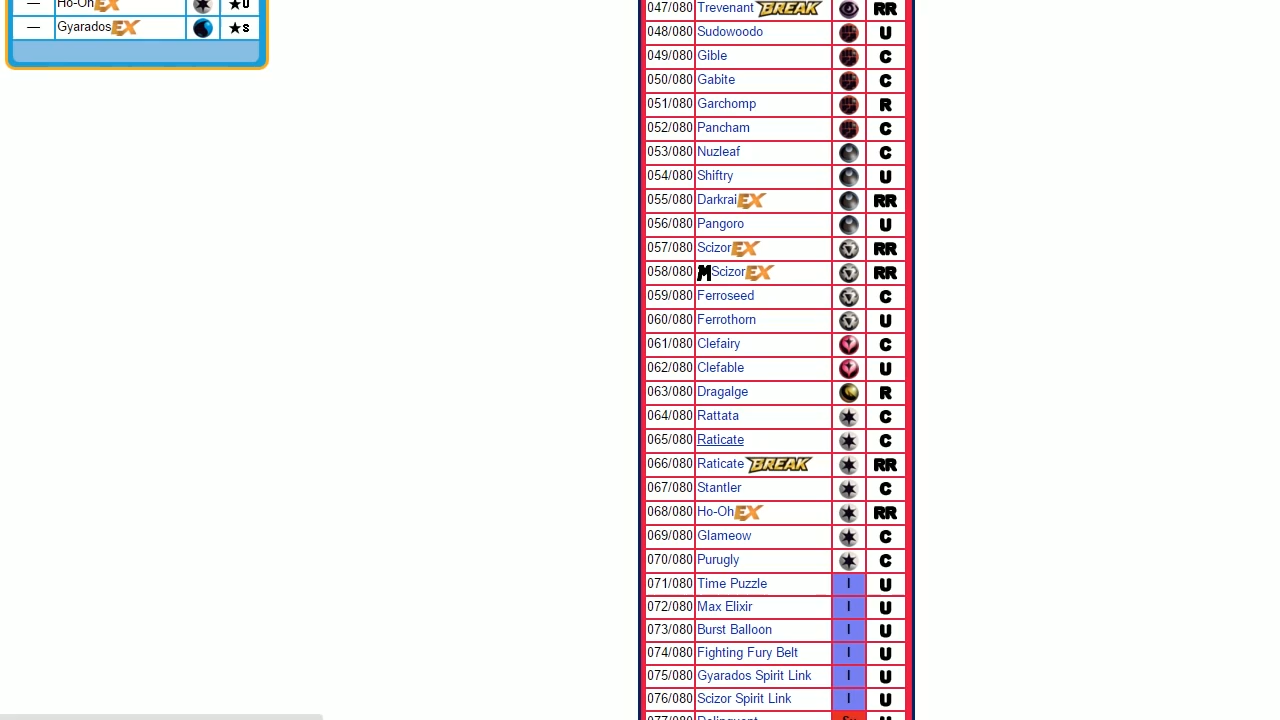 — Ho-Oh EX ★U
— Gyarados EX ★S
047/080 Trevenant BREAK RR
048/080 Sudowoodo U
049/080 Gible C
050/080 Gabite C
051/080 Garchomp R
052/080 Pancham C
053/080 Nuzleaf C
054/080 Shiftry U
055/080 Darkrai EX RR
056/080 Pangoro U
057/080 Scizor EX RR
058/080 M Scizor EX RR
059/080 Ferroseed C
060/080 Ferrothorn U
061/080 Clefairy C
062/080 Clefable U
063/080 Dragalge R
064/080 Rattata C
065/080 Raticate C
066/080 Raticate BREAK RR
067/080 Stantler C
068/080 Ho-Oh EX RR
069/080 Glameow C
070/080 Purugly C
071/080 Time Puzzle I U
072/080 Max Elixir I U
073/080 Burst Balloon I U
074/080 Fighting Fury Belt I U
075/080 Gyarados Spirit Link I U
076/080 Scizor Spirit Link I U
077/080 Delinquent Su U